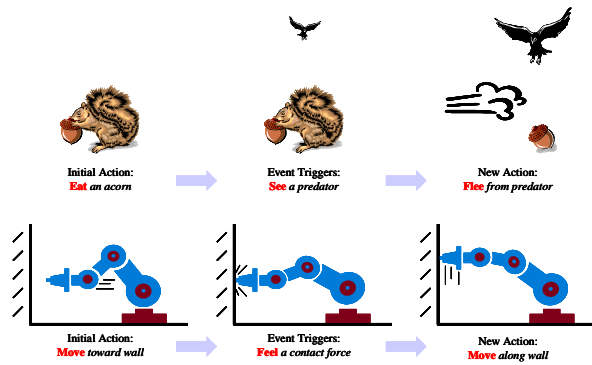 Initial Action:
Eat an acorn
Event Triggers:
See a predator
New Action:
Flee from predator
Initial Action:
Move toward wall
Event Triggers:
Feel a contact force
New Action:
Move along wall